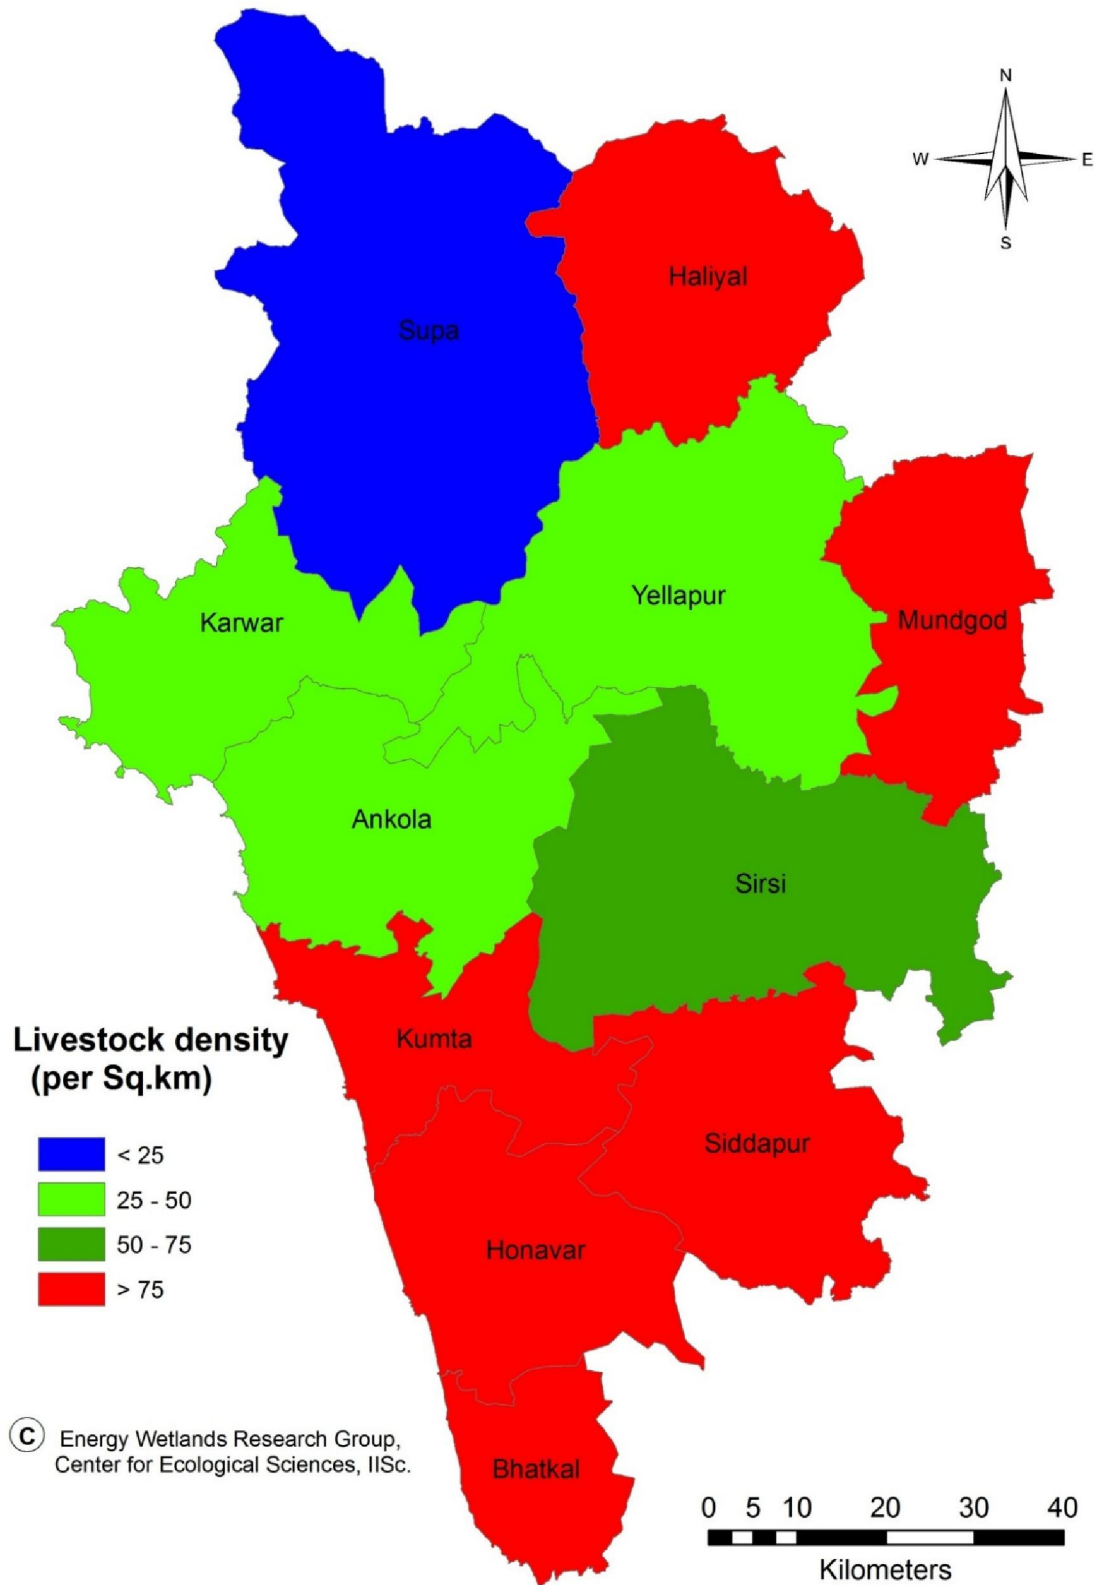 N
W E
S
Haliyal
Supa
Yellapur
Karwar
Mundgod
Ankola
Sirsi
Kumta
Siddapur
Honavar
Bhatkal
Livestock density
(per Sq.km)
< 25
25 - 50
50 - 75
> 75
C Energy Wetlands Research Group,
Center for Ecological Sciences, IISc.
0 5 10 20 30 40
Kilometers